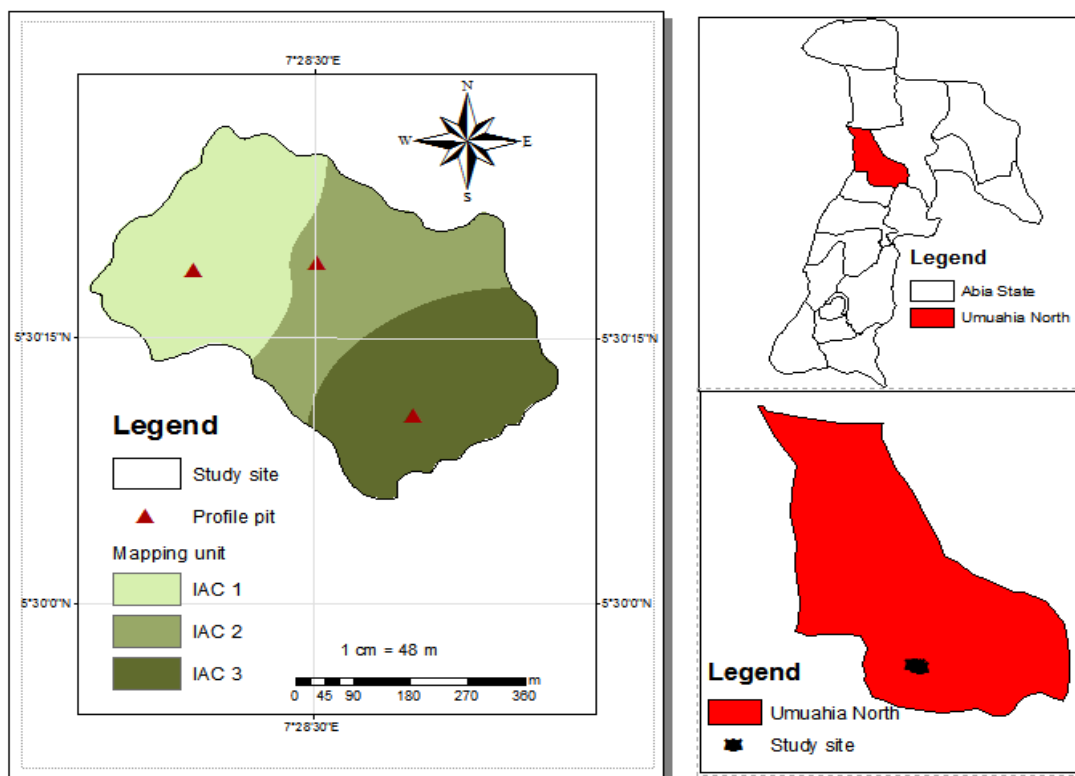 7°28'30"E
N
W
E
S
5°30'15"N
5°30'15"N
Legend
Study site
Profile pit
Mapping unit
IAC 1
IAC 2
IAC 3
5°30'0"N
5°30'0"N
1 cm = 48 m
0 45 90 180 270 360 m
7°28'30"E
Legend
Abia State
Umuahia North
Legend
Umuahia North
Study site